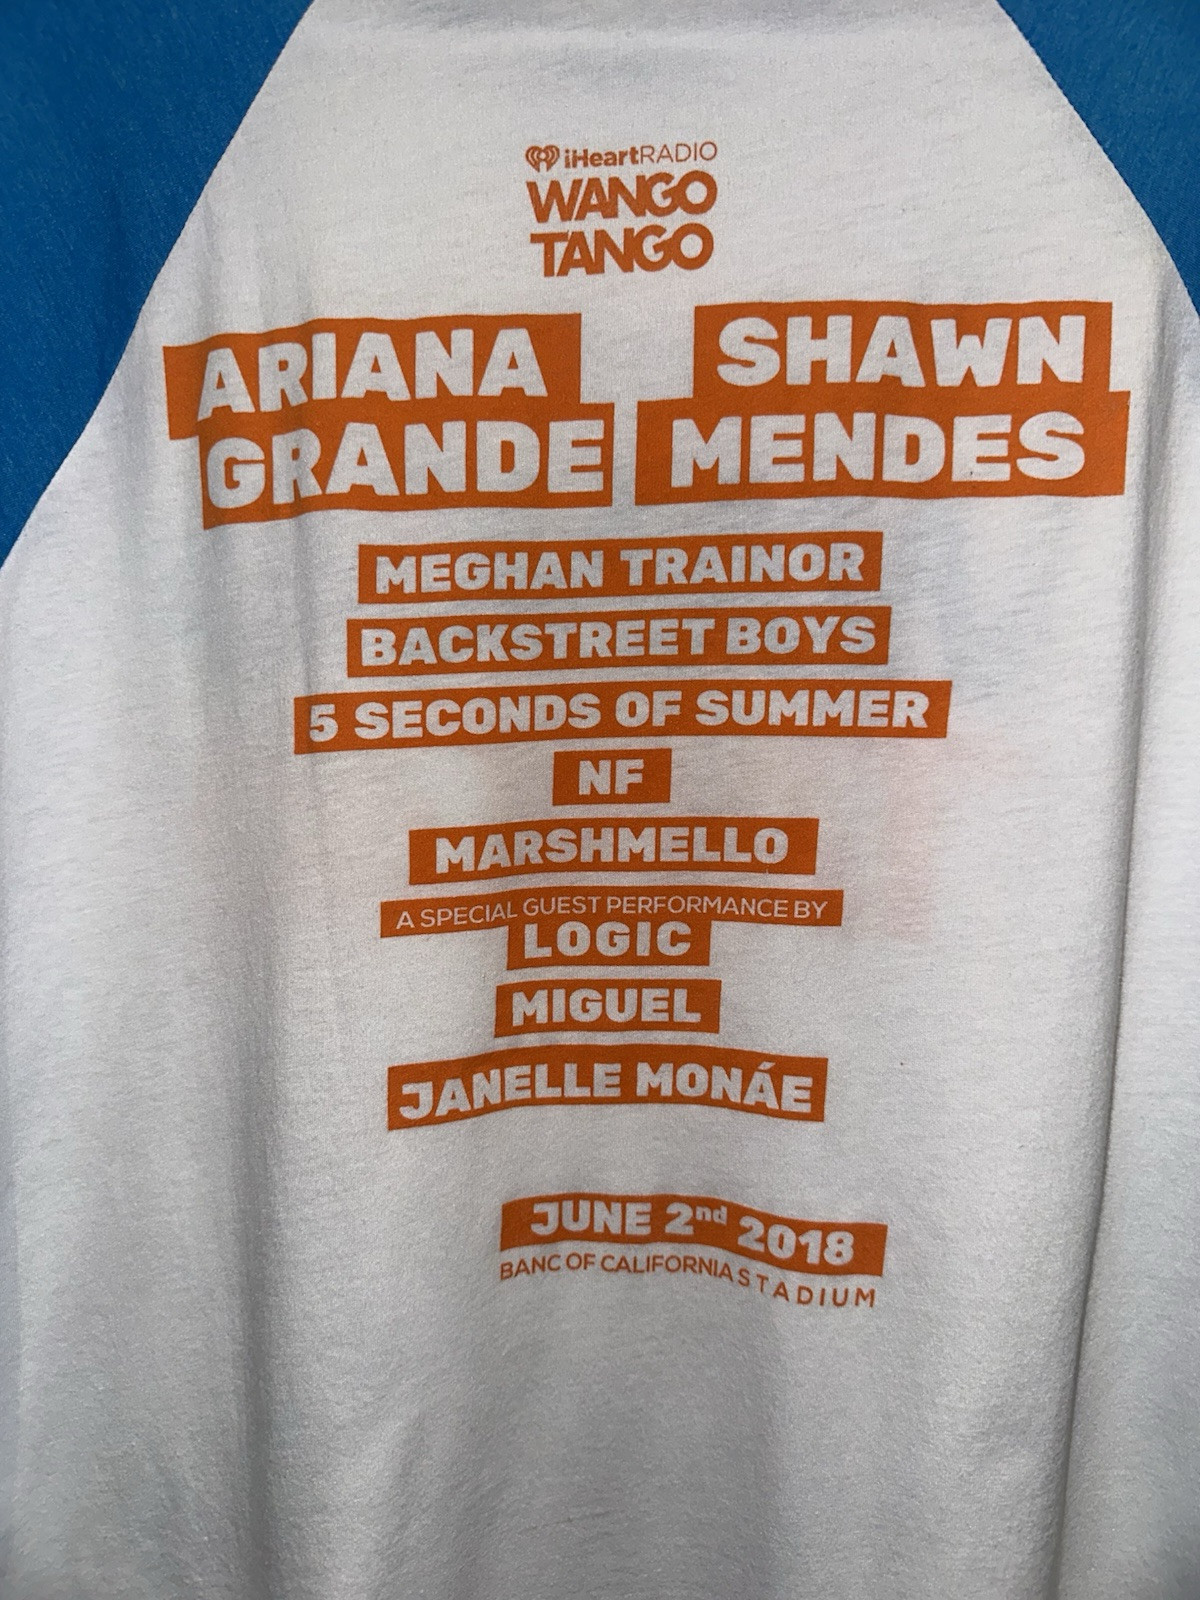 iHeartRADIO
WANGO
TANGO
ARIANA
GRANDE
SHAWN
MENDES
MEGHAN TRAINOR
BACKSTREET BOYS
5 SECONDS OF SUMMER
NF
MARSHMELLO
A SPECIAL GUEST PERFORMANCE BY
LOGIC
MIGUEL
JANELLE MONÁE
JUNE 2nd 2018
BANC OF CALIFORNIA STADIUM